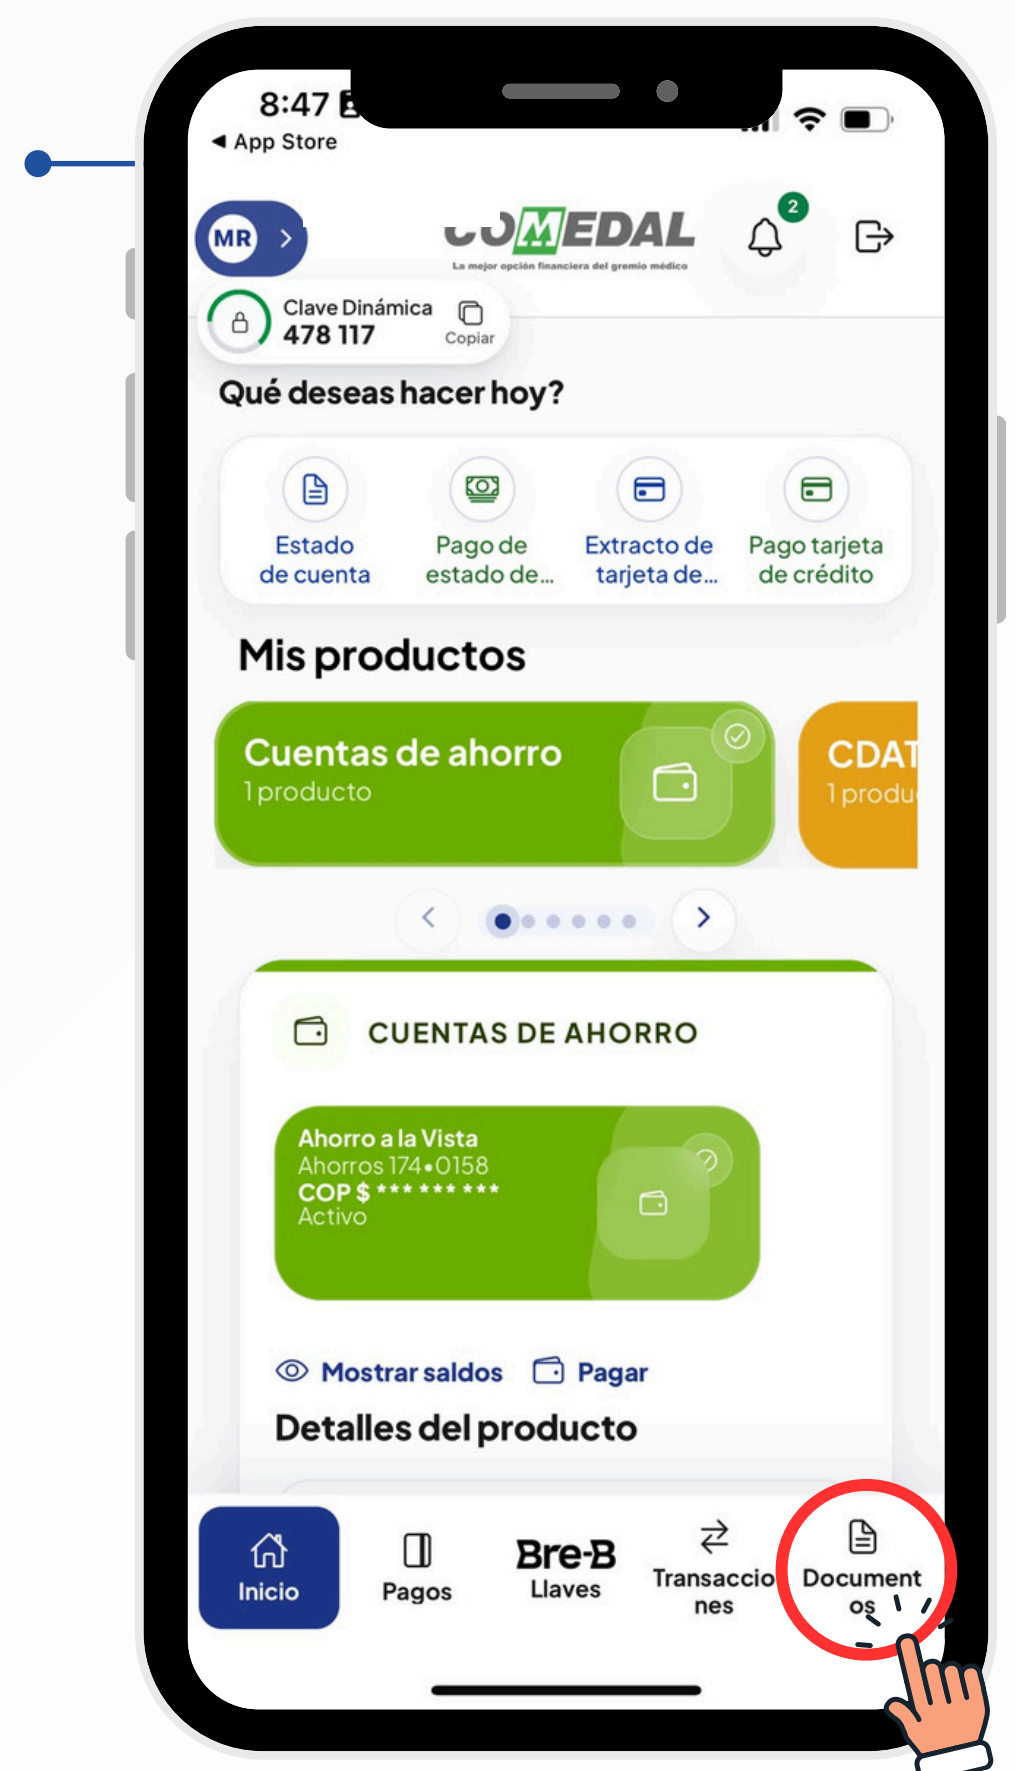 8:47
◀ App Store
MR
COMEDAL
La mejor opción financiera del gremio médico
2
Clave Dinámica
478 117
Copiar
Qué deseas hacer hoy?
Estado
de cuenta
Pago de
estado de...
Extracto de
tarjeta de...
Pago tarjeta
de crédito
Mis productos
Cuentas de ahorro
1 producto
CDAT
1 produ
CUENTAS DE AHORRO
Ahorro a la Vista
Ahorros 174•0158
COP $ *** *** ***
Activo
Mostrar saldos
Pagar
Detalles del producto
Inicio
Pagos
Bre-B
Llaves
Transaccio
nes
Document
os